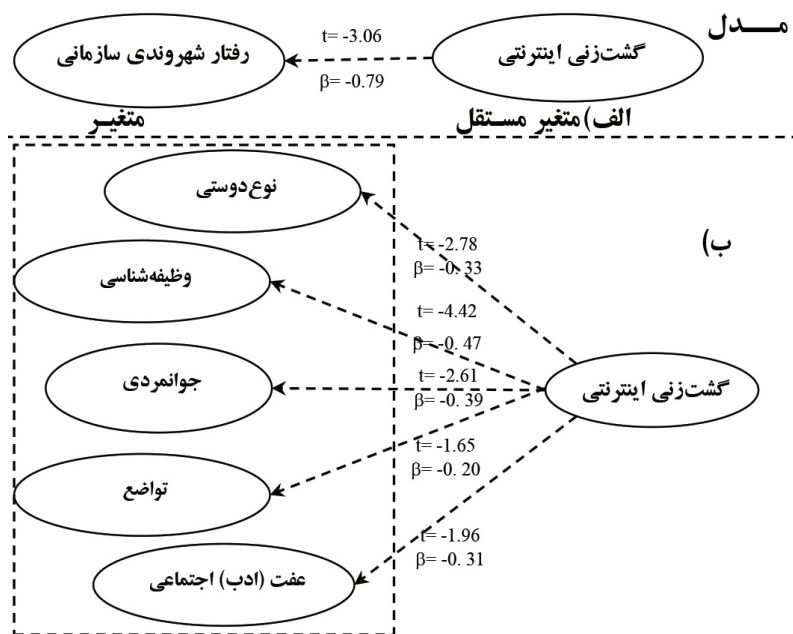 مـــــدل
گشت‌زنی اینترنتی
t= -3.06
β= -0.79
رفتار شهروندی سازمانی
الف) متغیر مستقل
متغیـــر
ب)
گشت‌زنی اینترنتی
نوع‌دوستی
t= -2.78
β= -0. 33
وظیفه‌شناسی
t= -4.42
β= -0. 47
جوانمردی
t= -2.61
β= -0. 39
تواضع
t= -1.65
β= -0. 20
عفت (ادب) اجتماعی
t= -1.96
β= -0. 31